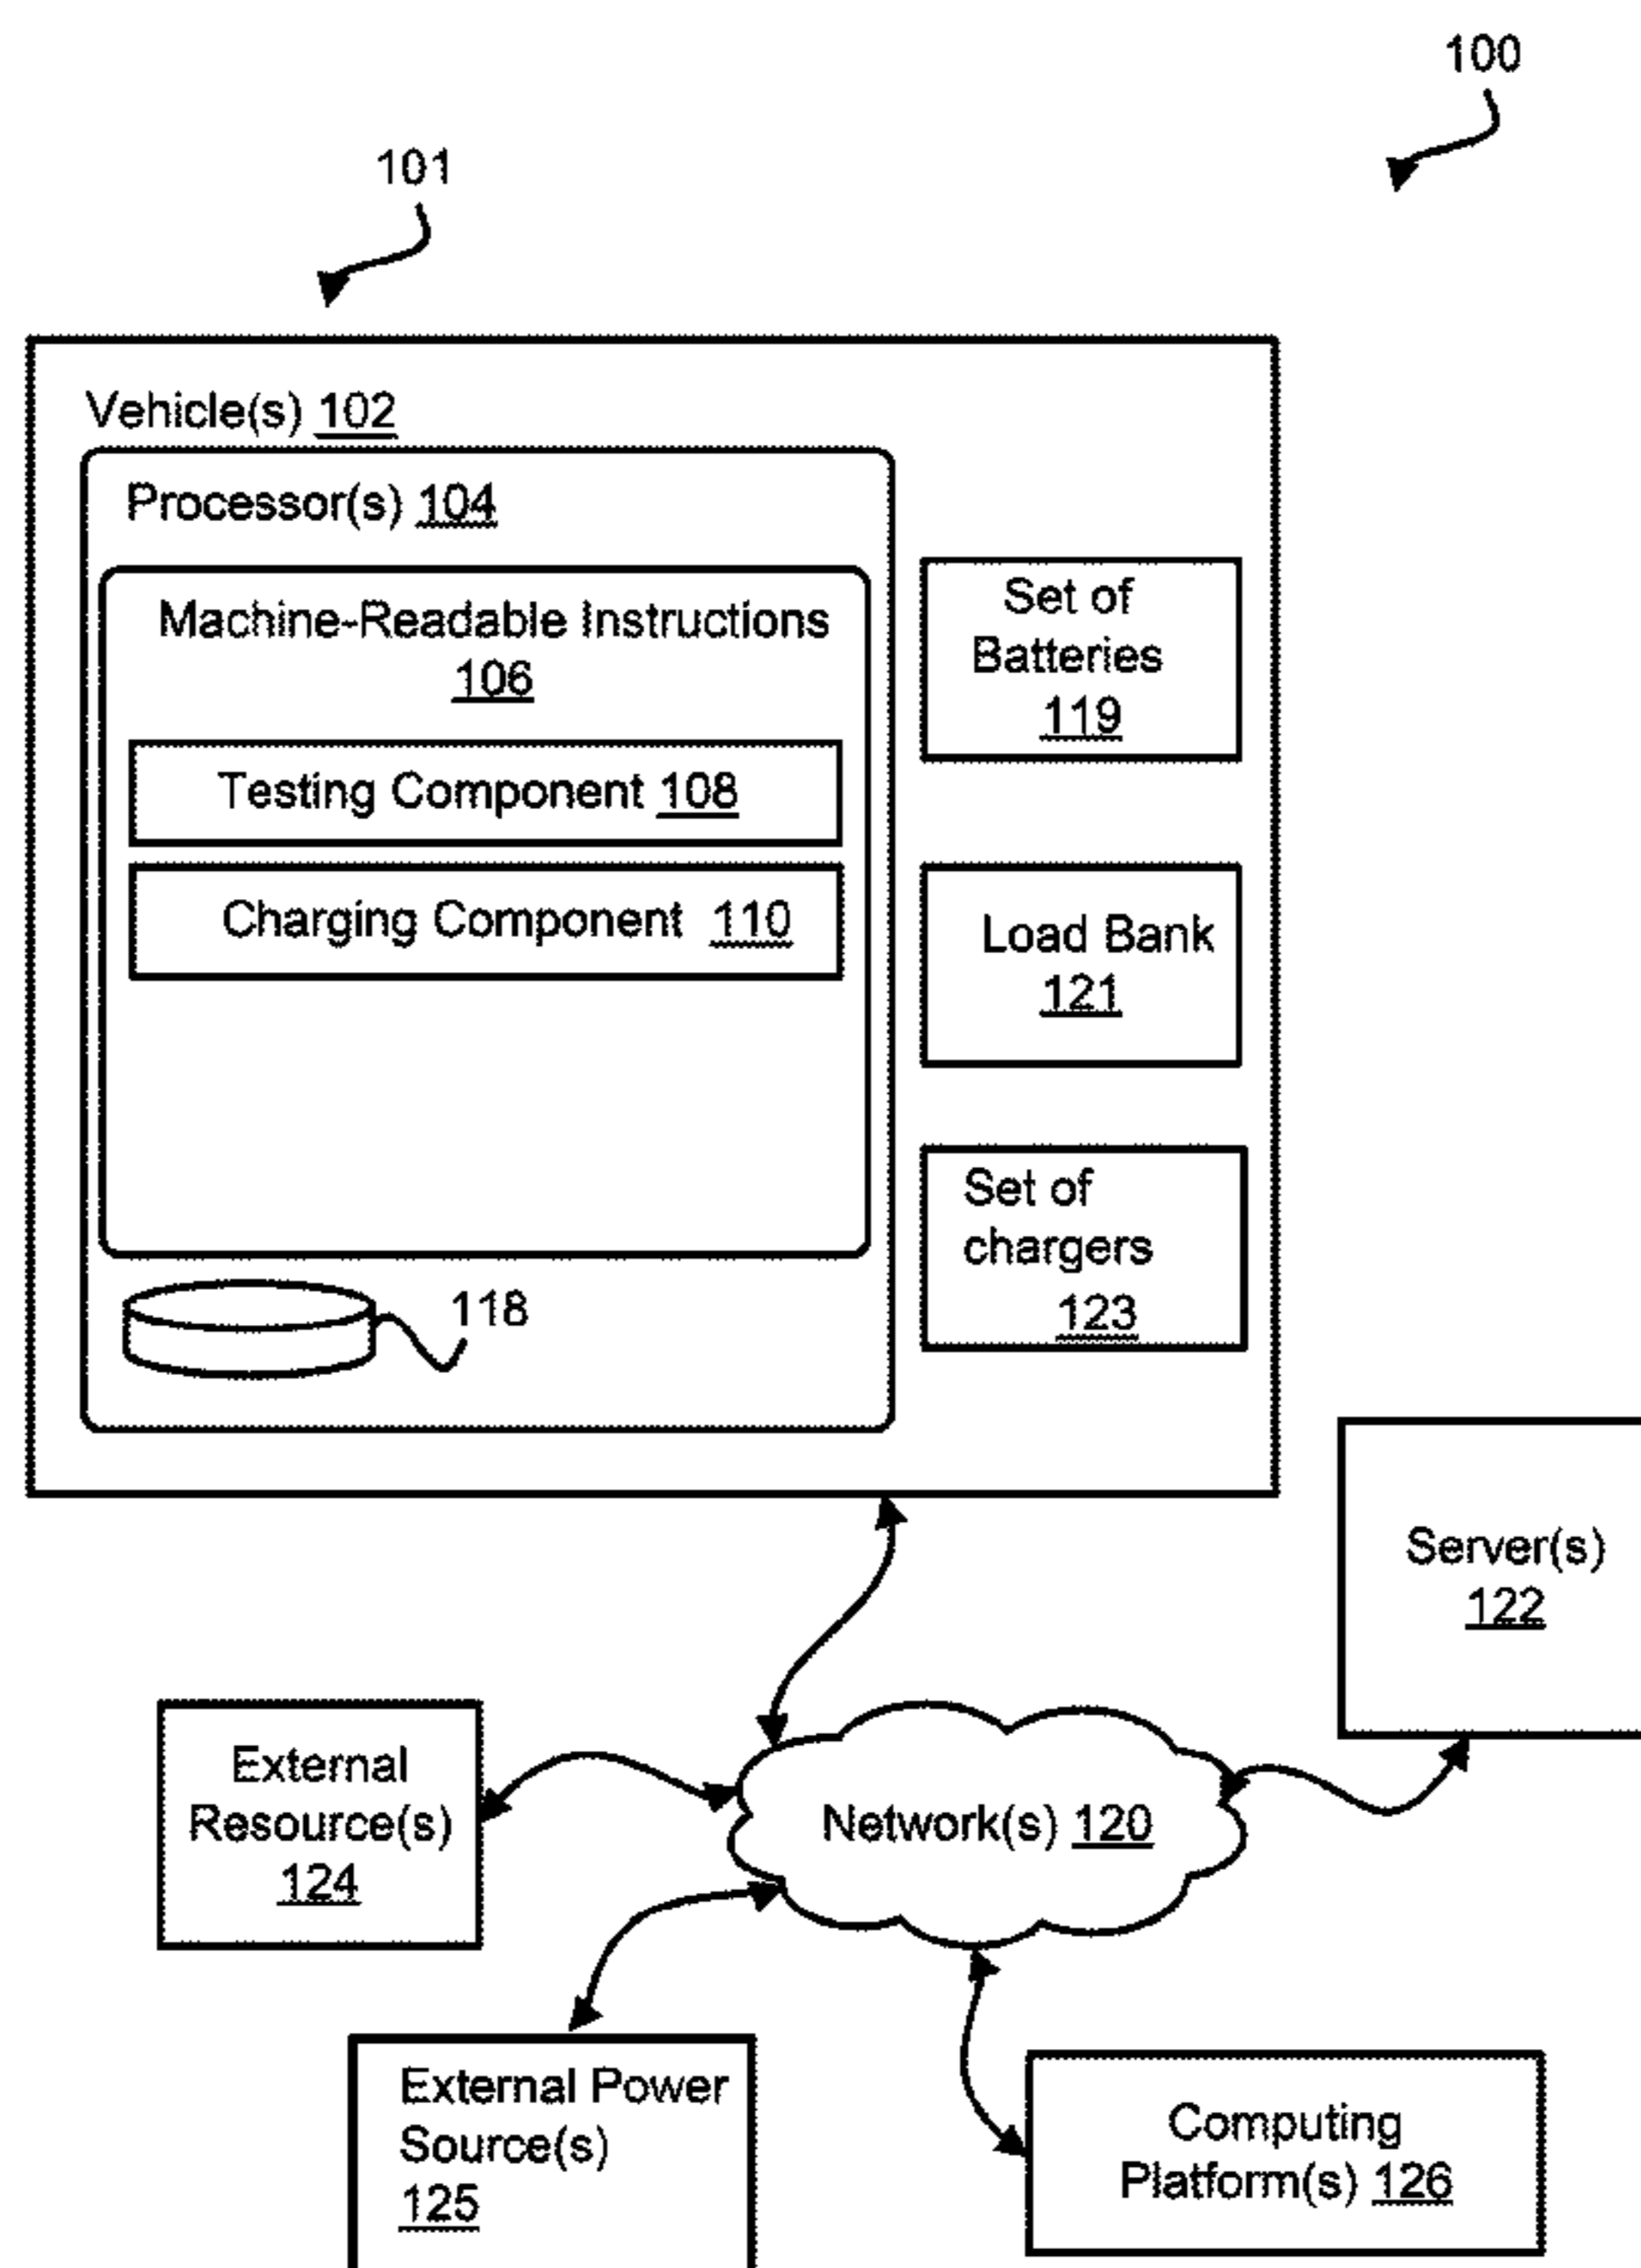 100
101
Vehicle(s) 102
Processor(s) 104
Machine-Readable Instructions
106
Testing Component 108
Charging Component 110
118
Set of
Batteries
119
Load Bank
121
Set of
chargers
123
Server(s)
122
External
Resource(s)
124
Network(s) 120
External Power
Source(s)
125
Computing
Platform(s) 126